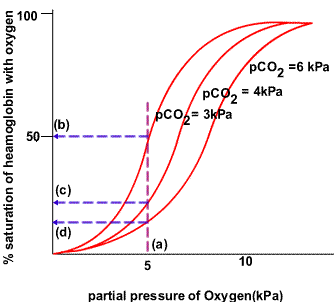 % saturation of heamoglobin with oxygen
100
50
(b)
(c)
(d)
(a)
pCO2 =6 kPa
pCO2 = 4kPa
pCO2 = 3kPa
5
10
partial pressure of Oxygen(kPa)